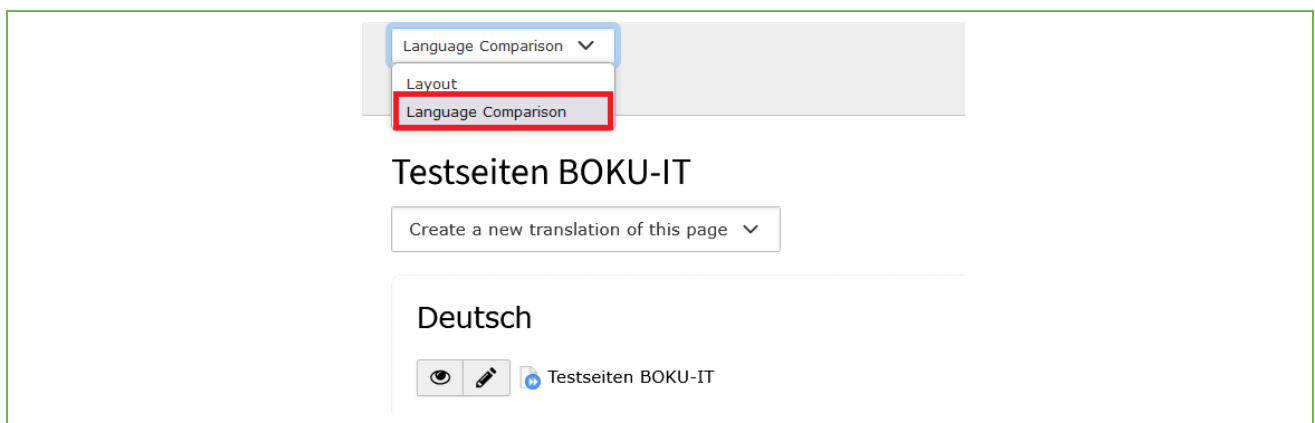 Language Comparison
Layout
Language Comparison
Testseiten BOKU-IT
Create a new translation of this page
Deutsch
Testseiten BOKU-IT